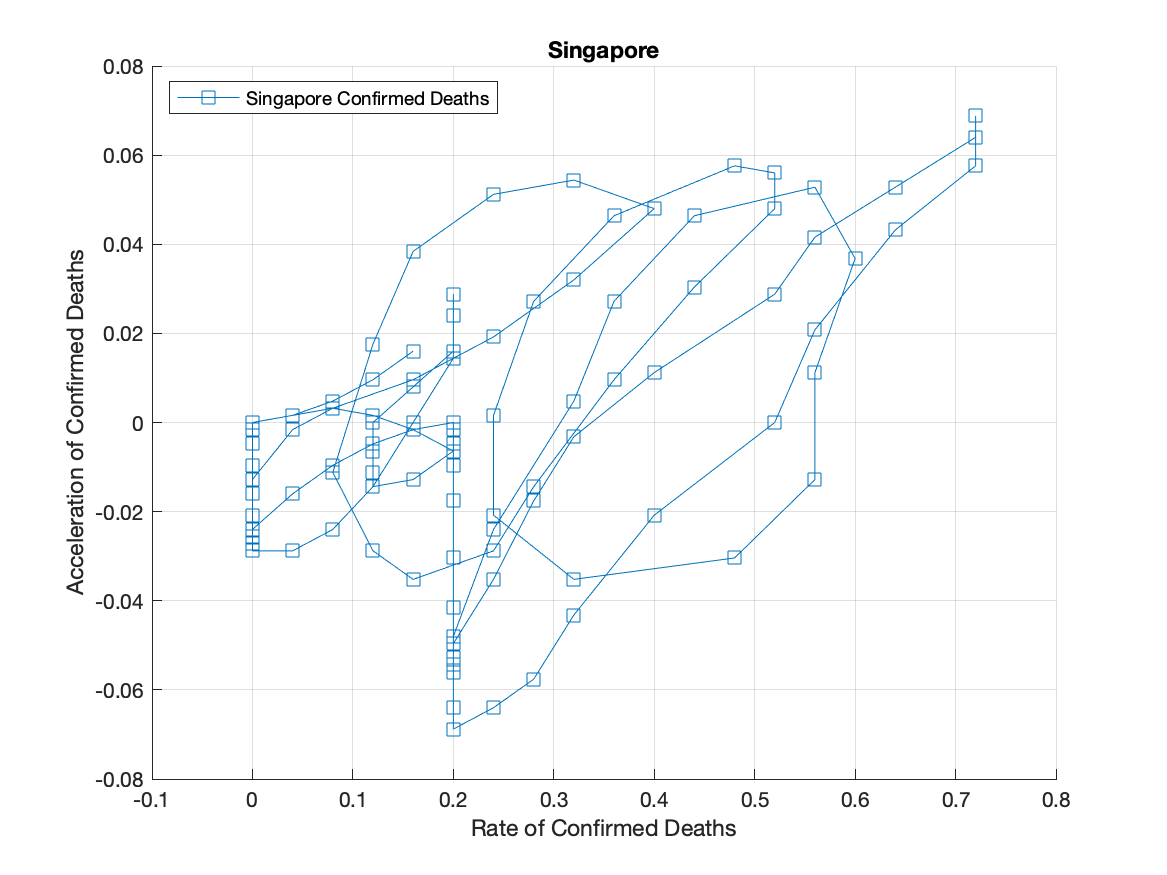 Singapore
Singapore Confirmed Deaths
0.08
0.06
0.04
0.02
0
-0.02
-0.04
-0.06
-0.08
Acceleration of Confirmed Deaths
-0.1 0 0.1 0.2 0.3 0.4 0.5 0.6 0.7 0.8
Rate of Confirmed Deaths